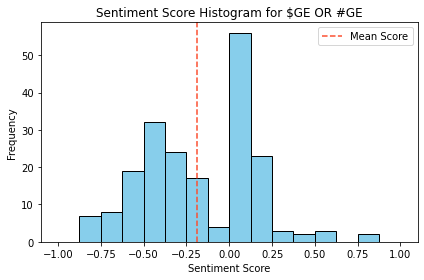 Sentiment Score Histogram for $GE OR #GE
Mean Score
Frequency
50
40
30
20
10
0
−1.00 −0.75 −0.50 −0.25 0.00 0.25 0.50 0.75 1.00
Sentiment Score